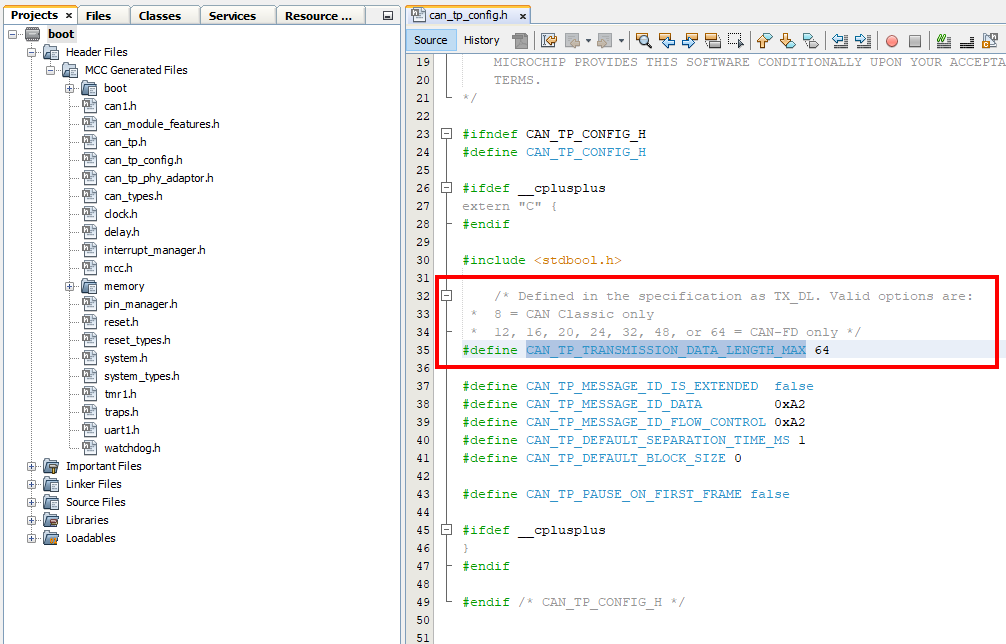 Projects × Files Classes Services Resource ...
boot
Header Files
MCC Generated Files
boot
can1.h
can_module_features.h
can_tp.h
can_tp_config.h
can_tp_phy_adaptor.h
can_types.h
clock.h
delay.h
interrupt_manager.h
mcc.h
memory
pin_manager.h
reset.h
reset_types.h
system.h
system_types.h
tmr1.h
traps.h
uart1.h
watchdog.h
Important Files
Linker Files
Source Files
Libraries
Loadables
can_tp_config.h ×
Source History
19 MICROCHIP PROVIDES THIS SOFTWARE CONDITIONALLY UPON YOUR ACCEPTA
20 TERMS.
21 */
22
23 #ifndef CAN_TP_CONFIG_H
24 #define CAN_TP_CONFIG_H
25
26 #ifdef __cplusplus
27 extern "C" {
28 #endif
29
30 #include <stdbool.h>
31
32 /* Defined in the specification as TX_DL. Valid options are:
33 * 8 = CAN Classic only
34 * 12, 16, 20, 24, 32, 48, or 64 = CAN-FD only */
35 #define CAN_TP_TRANSMISSION_DATA_LENGTH_MAX 64
36
37 #define CAN_TP_MESSAGE_ID_IS_EXTENDED false
38 #define CAN_TP_MESSAGE_ID_DATA 0xA2
39 #define CAN_TP_MESSAGE_ID_FLOW_CONTROL 0xA2
40 #define CAN_TP_DEFAULT_SEPARATION_TIME_MS 1
41 #define CAN_TP_DEFAULT_BLOCK_SIZE 0
42
43 #define CAN_TP_PAUSE_ON_FIRST_FRAME false
44
45 #ifdef __cplusplus
46 }
47 #endif
48
49 #endif /* CAN_TP_CONFIG_H */
50
51